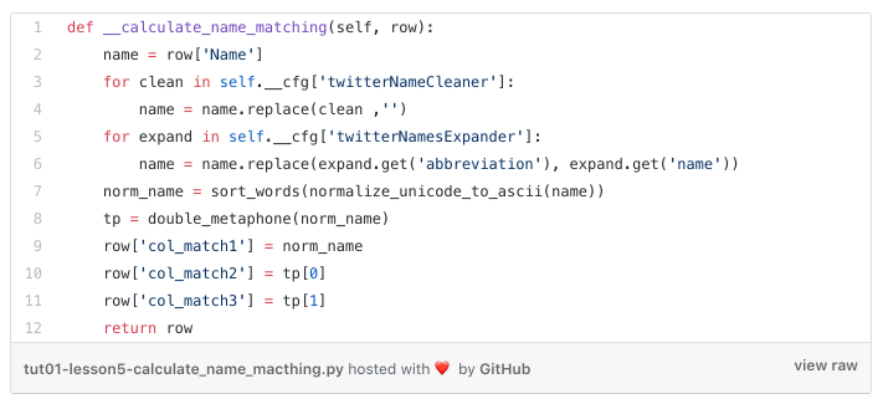 1 def __calculate_name_matching(self, row):
2     name = row['Name']
3     for clean in self.__cfg['twitterNameCleaner']:
4         name = name.replace(clean ,'')
5     for expand in self.__cfg['twitterNamesExpander']:
6         name = name.replace(expand.get('abbreviation'), expand.get('name'))
7     norm_name = sort_words(normalize_unicode_to_ascii(name))
8     tp = double_metaphone(norm_name)
9     row['col_match1'] = norm_name
10     row['col_match2'] = tp[0]
11     row['col_match3'] = tp[1]
12     return row
tut01-lesson5-calculate_name_macthing.py hosted with ❤ by GitHub view raw